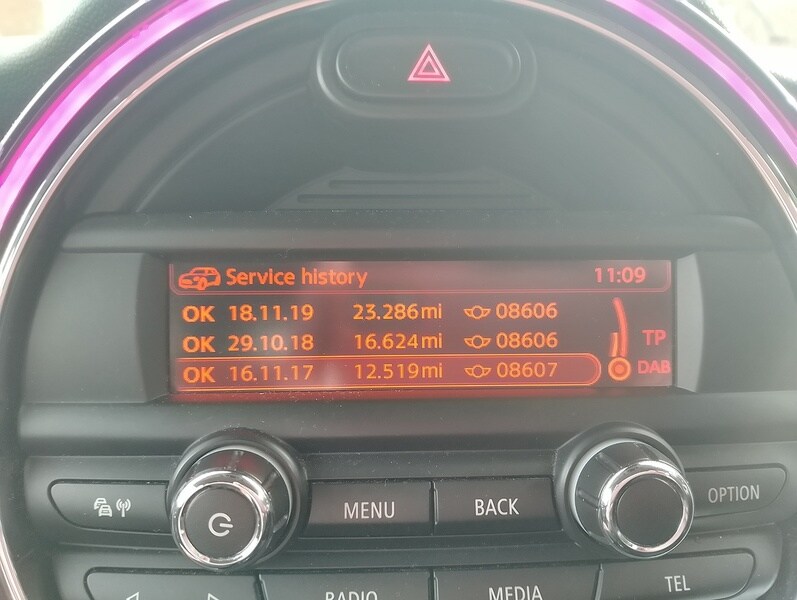 Service history 11:09
OK 18.11.19 23.286 mi 08606
OK 29.10.18 16.624 mi 08606
OK 16.11.17 12.519 mi 08607
TP
DAB
MENU
BACK
OPTION
RADIO
MEDIA
TEL